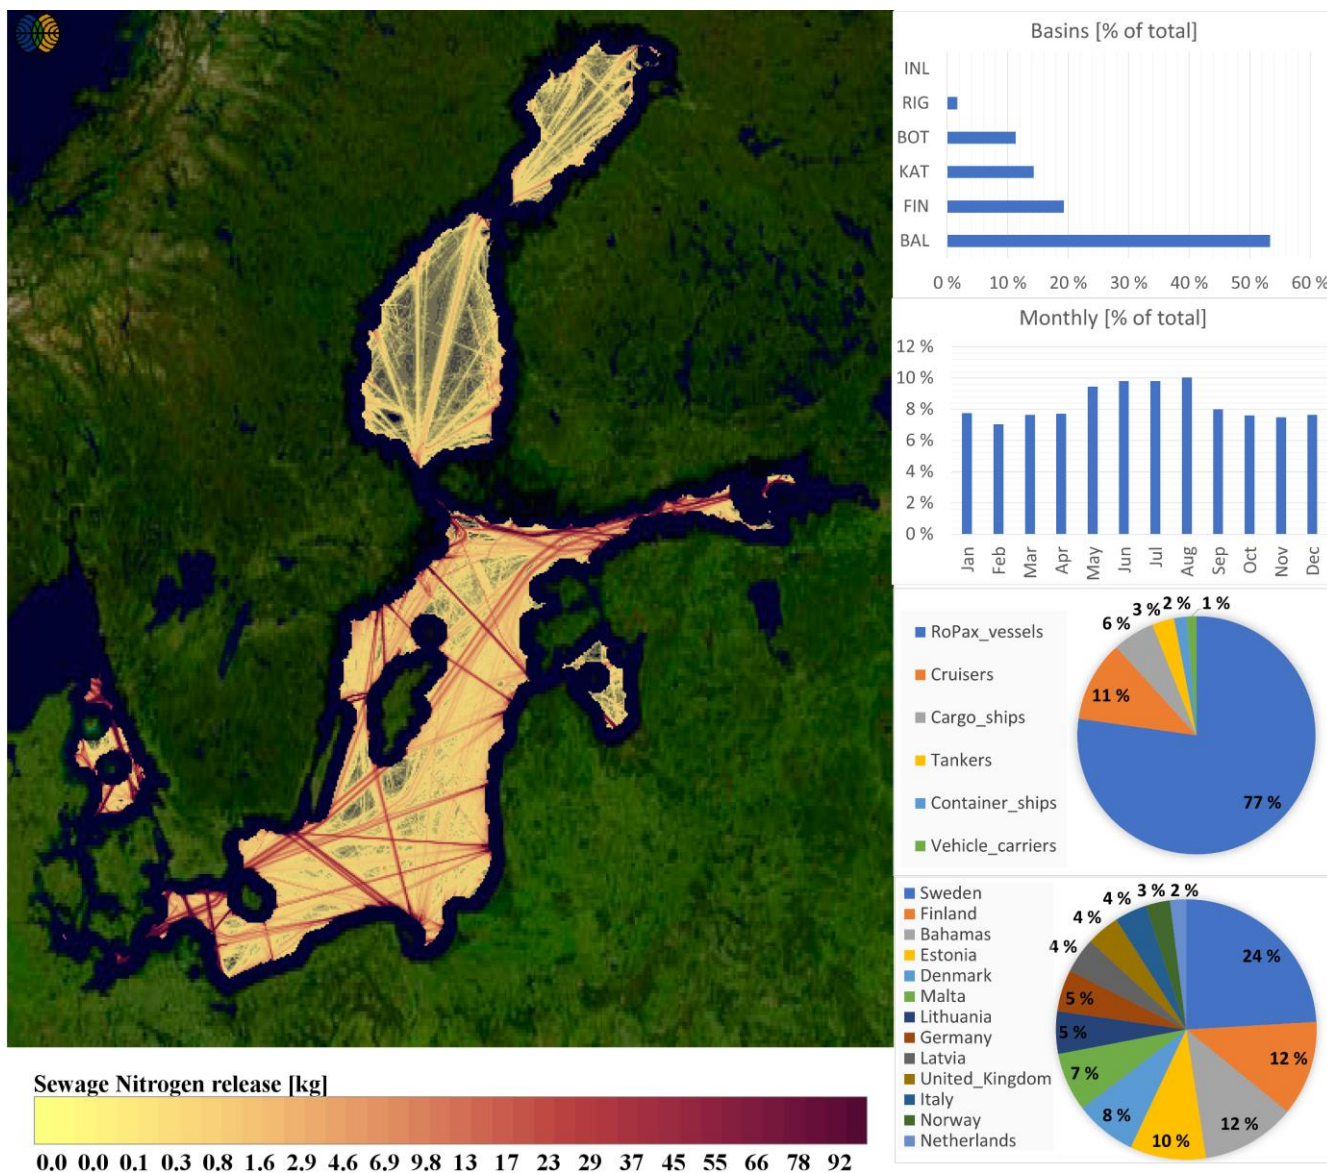 Basins [% of total]
INL
RIG
BOT
KAT
FIN
BAL
0 % 10 % 20 % 30 % 40 % 50 % 60 %
Monthly [% of total]
12 %
10 %
8 %
6 %
4 %
2 %
0 %
Jan Feb Mar Apr May Jun Jul Aug Sep Oct Nov Dec
RoPax_vessels
Cruisers
Cargo_ships
Tankers
Container_ships
Vehicle_carriers
77 %
11 %
6 %
3 %
2 %
1 %
Sweden
Finland
Bahamas
Estonia
Denmark
Malta
Lithuania
Germany
Latvia
United_Kingdom
Italy
Norway
Netherlands
24 %
12 %
12 %
10 %
8 %
7 %
5 %
5 %
4 %
4 %
4 %
3 %
2 %
Sewage Nitrogen release [kg]
0.0 0.0 0.1 0.3 0.8 1.6 2.9 4.6 6.9 9.8 13 17 23 29 37 45 55 66 78 92